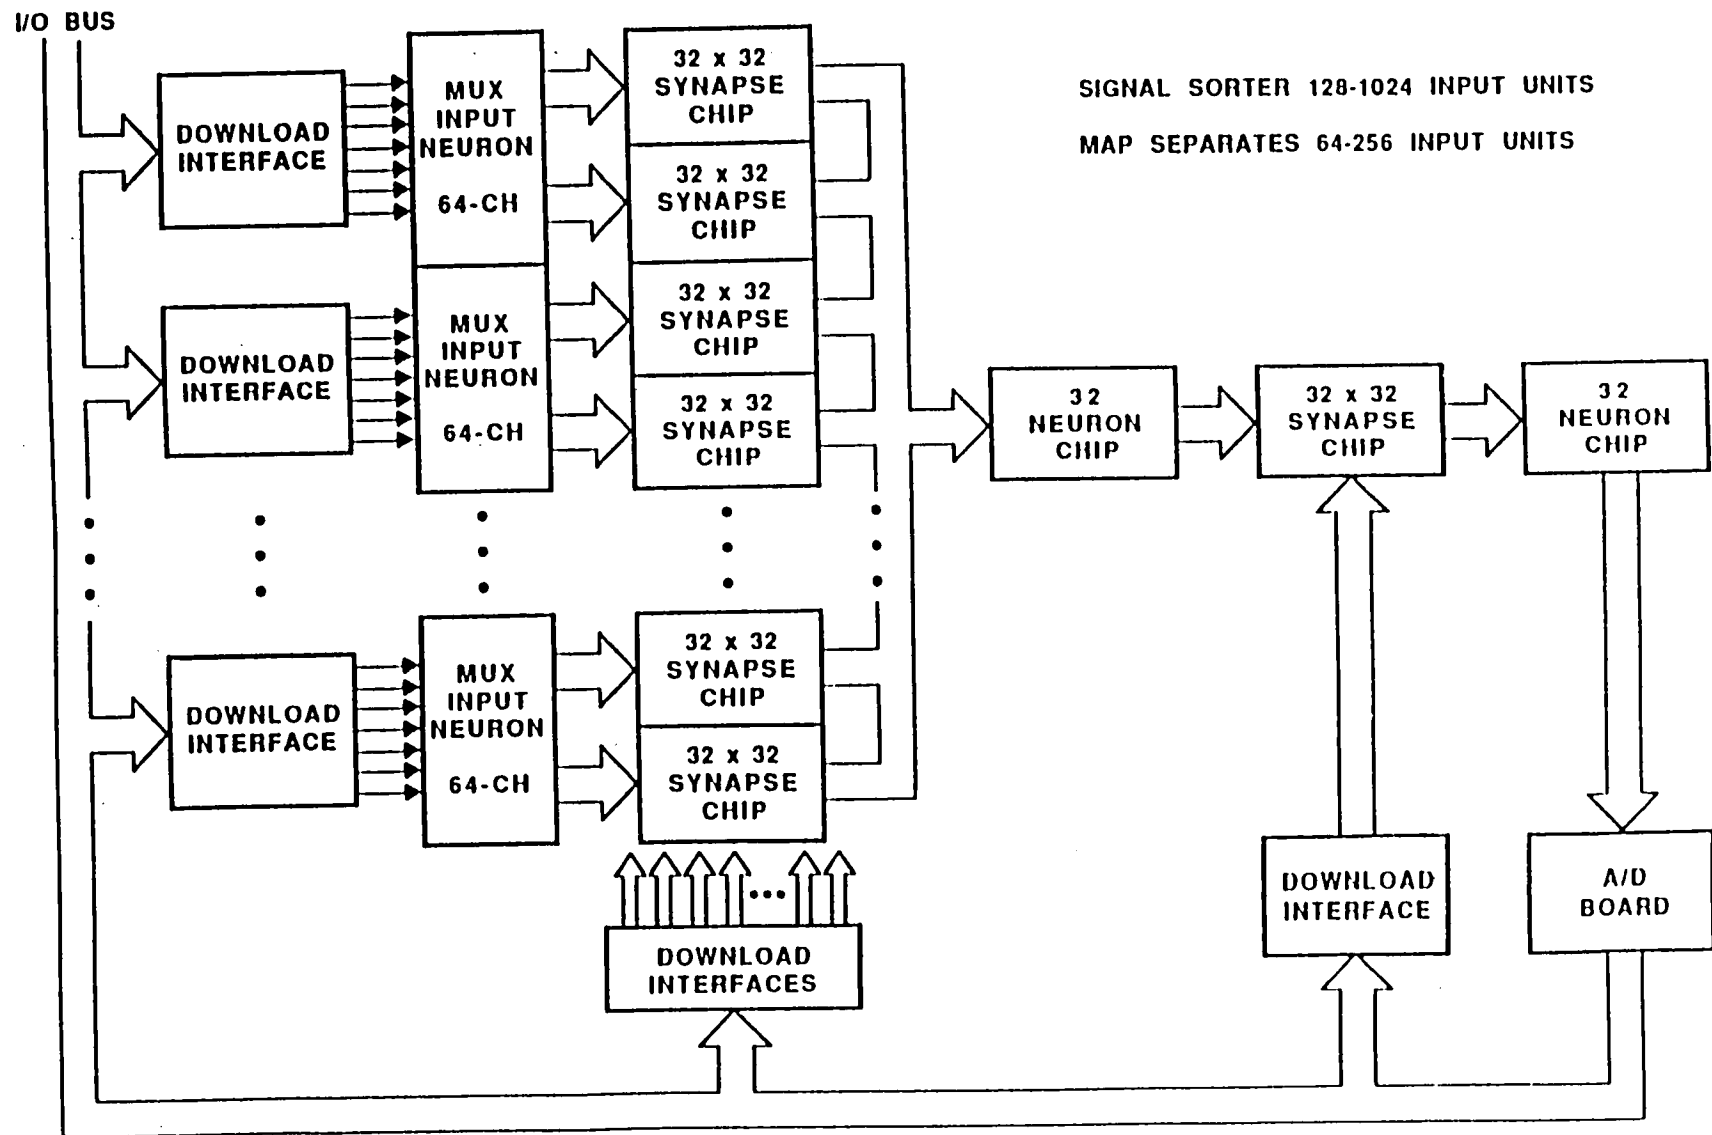 I/O BUS
SIGNAL SORTER 128-1024 INPUT UNITS
MAP SEPARATES 64-256 INPUT UNITS
DOWNLOAD
INTERFACE
MUX
INPUT
NEURON
64-CH
32 x 32
SYNAPSE
CHIP
32 x 32
SYNAPSE
CHIP
DOWNLOAD
INTERFACE
MUX
INPUT
NEURON
64-CH
32 x 32
SYNAPSE
CHIP
32 x 32
SYNAPSE
CHIP
32
NEURON
CHIP
32 x 32
SYNAPSE
CHIP
32
NEURON
CHIP
DOWNLOAD
INTERFACE
MUX
INPUT
NEURON
64-CH
32 x 32
SYNAPSE
CHIP
32 x 32
SYNAPSE
CHIP
DOWNLOAD
INTERFACES
DOWNLOAD
INTERFACE
A/D
BOARD